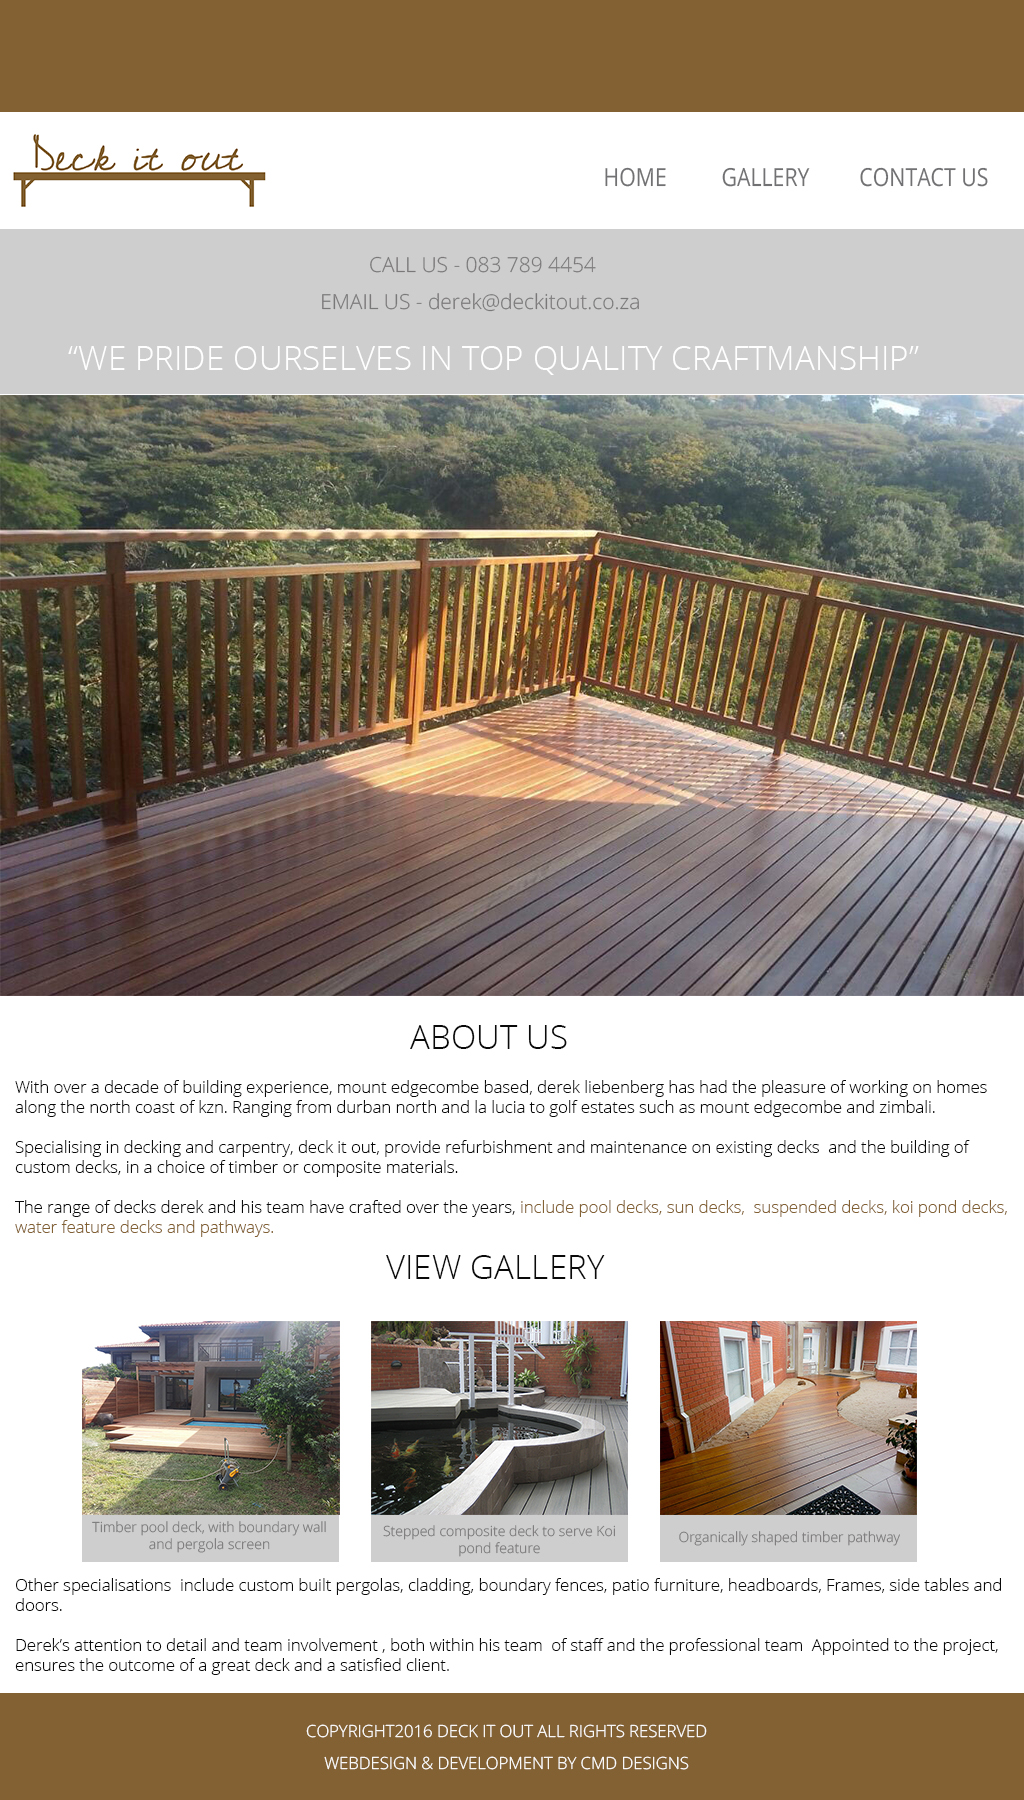 Deck it out
HOME GALLERY CONTACT US
CALL US - 083 789 4454
EMAIL US - derek@deckitout.co.za
“WE PRIDE OURSELVES IN TOP QUALITY CRAFTMANSHIP”
ABOUT US
With over a decade of building experience, mount edgecombe based, derek liebenberg has had the pleasure of working on homes
along the north coast of kzn. Ranging from durban north and la lucia to golf estates such as mount edgecombe and zimbali.
Specialising in decking and carpentry, deck it out, provide refurbishment and maintenance on existing decks  and the building of
custom decks, in a choice of timber or composite materials.
The range of decks derek and his team have crafted over the years, include pool decks, sun decks,  suspended decks, koi pond decks,
water feature decks and pathways.
VIEW GALLERY
Timber pool deck, with boundary wall
and pergola screen
Stepped composite deck to serve Koi
pond feature
Organically shaped timber pathway
Other specialisations  include custom built pergolas, cladding, boundary fences, patio furniture, headboards, Frames, side tables and
doors.
Derek’s attention to detail and team involvement , both within his team  of staff and the professional team  Appointed to the project,
ensures the outcome of a great deck and a satisfied client.
COPYRIGHT2016 DECK IT OUT ALL RIGHTS RESERVED
WEBDESIGN & DEVELOPMENT BY CMD DESIGNS